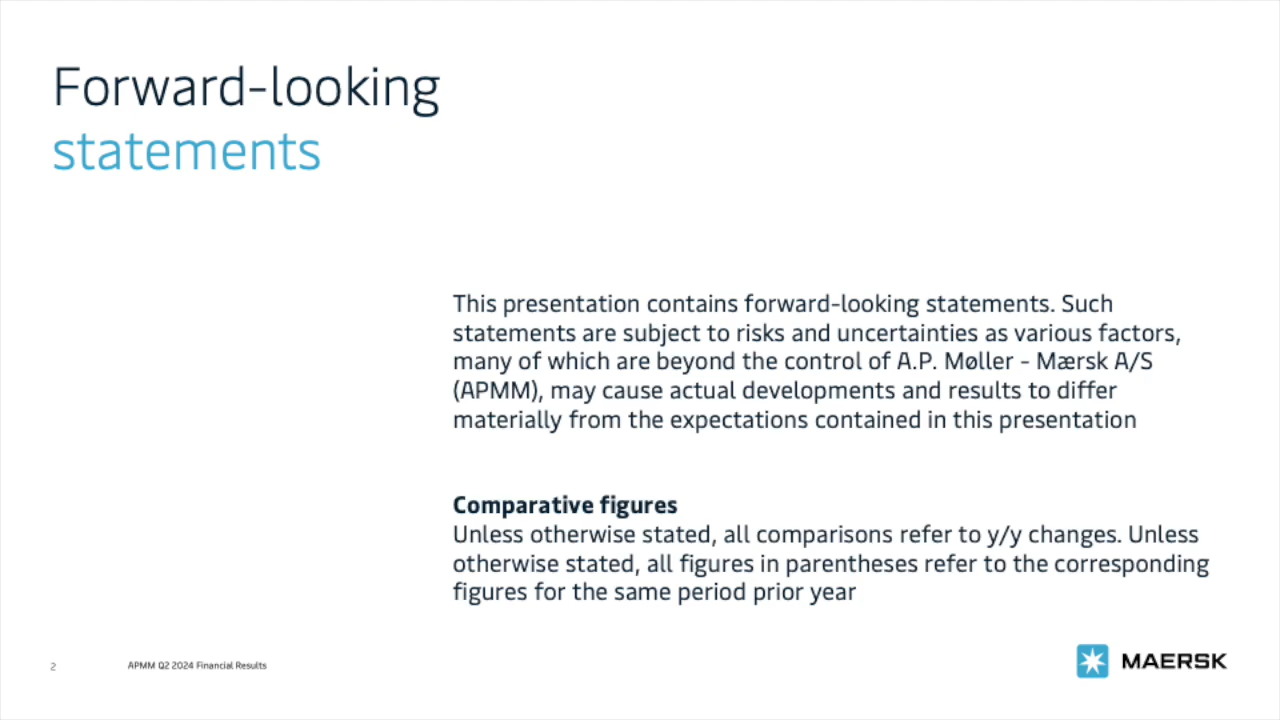 Forward-looking
statements
This presentation contains forward-looking statements. Such
statements are subject to risks and uncertainties as various factors,
many of which are beyond the control of A.P. Møller - Mærsk A/S
(APMM), may cause actual developments and results to differ
materially from the expectations contained in this presentation
Comparative figures
Unless otherwise stated, all comparisons refer to y/y changes. Unless
otherwise stated, all figures in parentheses refer to the corresponding
figures for the same period prior year
2
APMM Q2 2024 Financial Results
MAERSK